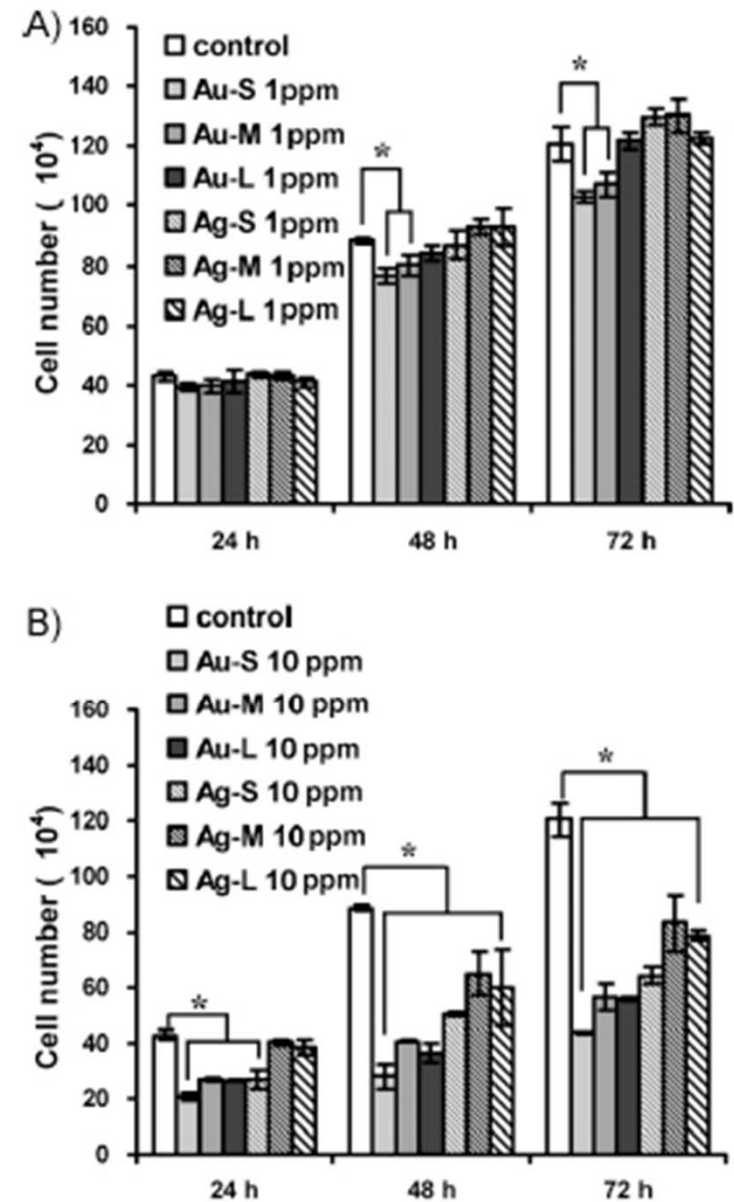 A)
160
140
120
100
80
60
40
20
0
Cell number ( 10⁴)
control
Au-S 1ppm
Au-M 1ppm
Au-L 1ppm
Ag-S 1ppm
Ag-M 1ppm
Ag-L 1ppm
*
*
24 h 48 h 72 h
B)
control
Au-S 10 ppm
Au-M 10 ppm
Au-L 10 ppm
Ag-S 10 ppm
Ag-M 10 ppm
Ag-L 10 ppm
160
140
120
100
80
60
40
20
0
Cell number ( 10⁴)
*
*
*
24 h 48 h 72 h